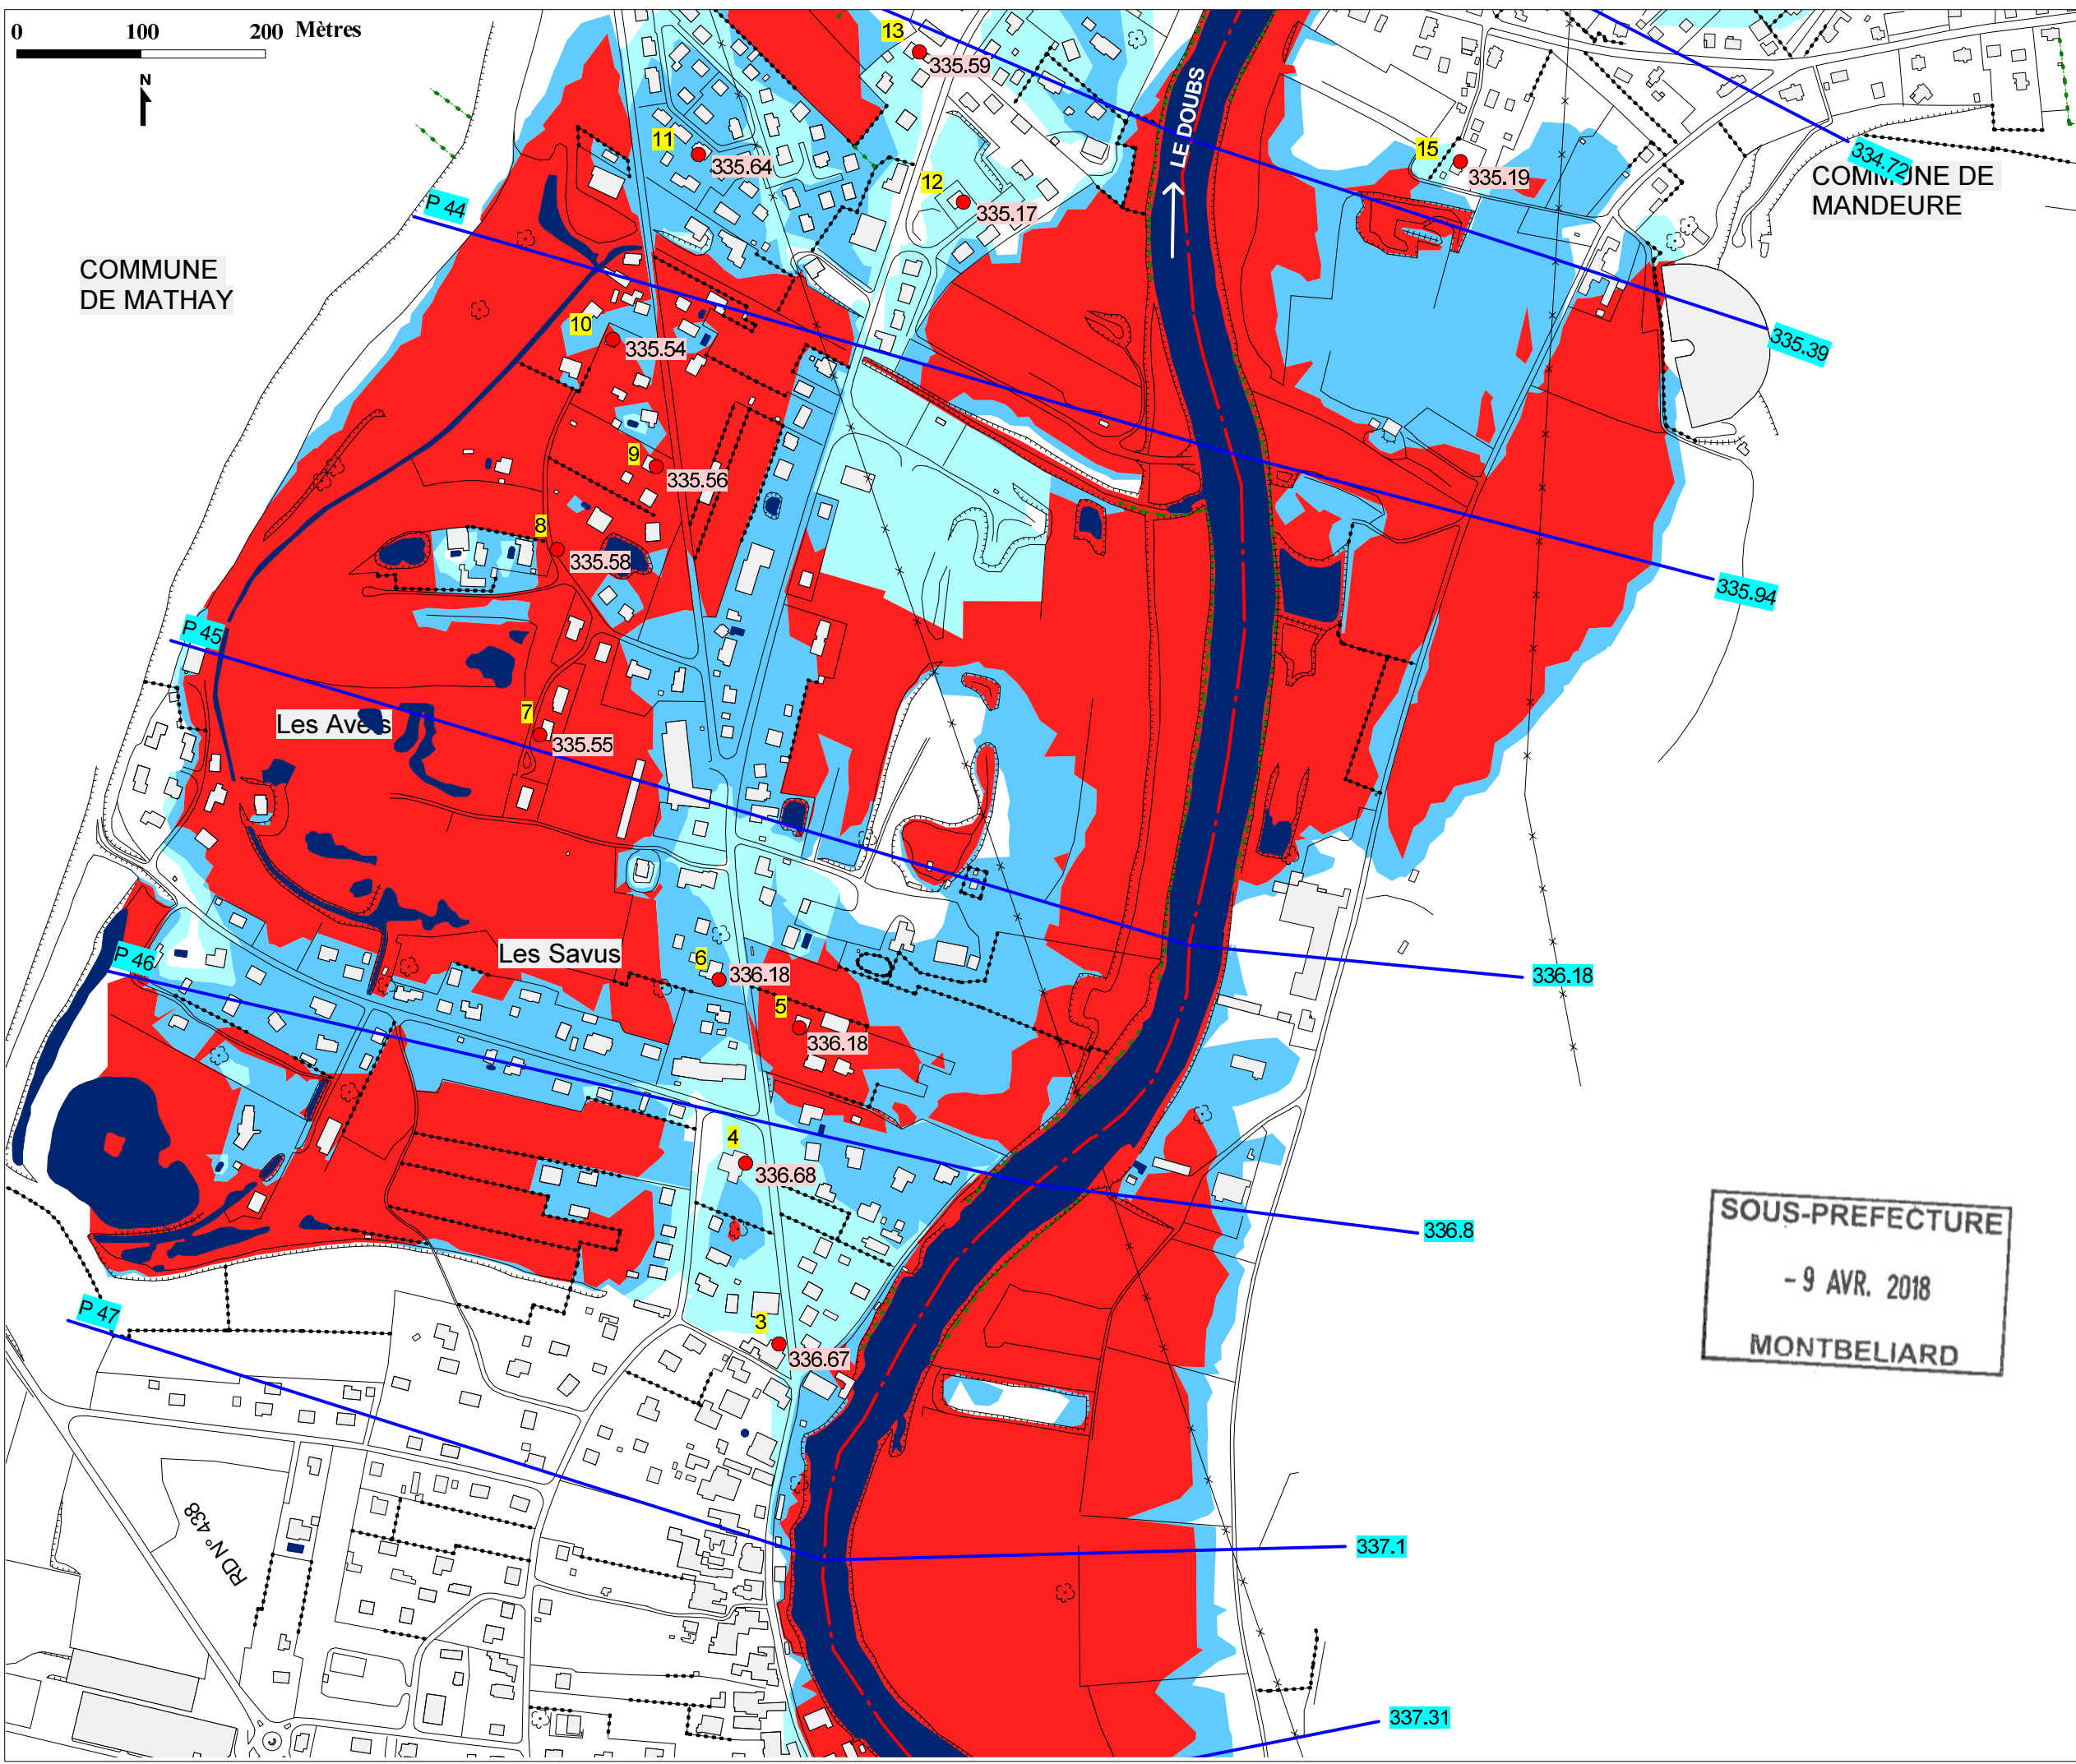 0 100 200 Mètres
N
13
335.59
LE DOUBS
11
335.64
15
335.19
334.72
COMMUNE DE
MANDEURE
12
335.17
P 44
COMMUNE
DE MATHAY
10
335.54
335.39
9
335.56
8
335.58
335.94
P 45
7
335.55
Les Avels
Les Savus
P 46
6
336.18
336.18
5
336.18
4
336.68
336.8
SOUS-PREFECTURE
- 9 AVR. 2018
MONTBELIARD
P 47
3
336.67
RD N° 438
337.1
337.31